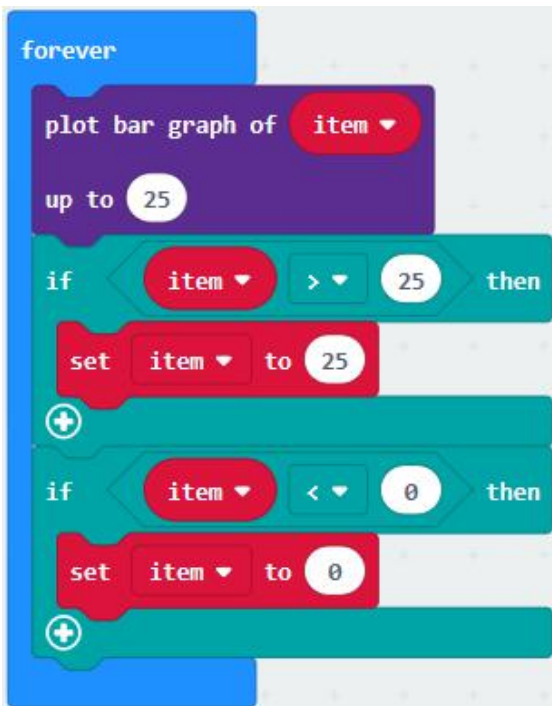 forever
plot bar graph of item
up to 25
if item > 25 then
set item to 25
if item < 0 then
set item to 0